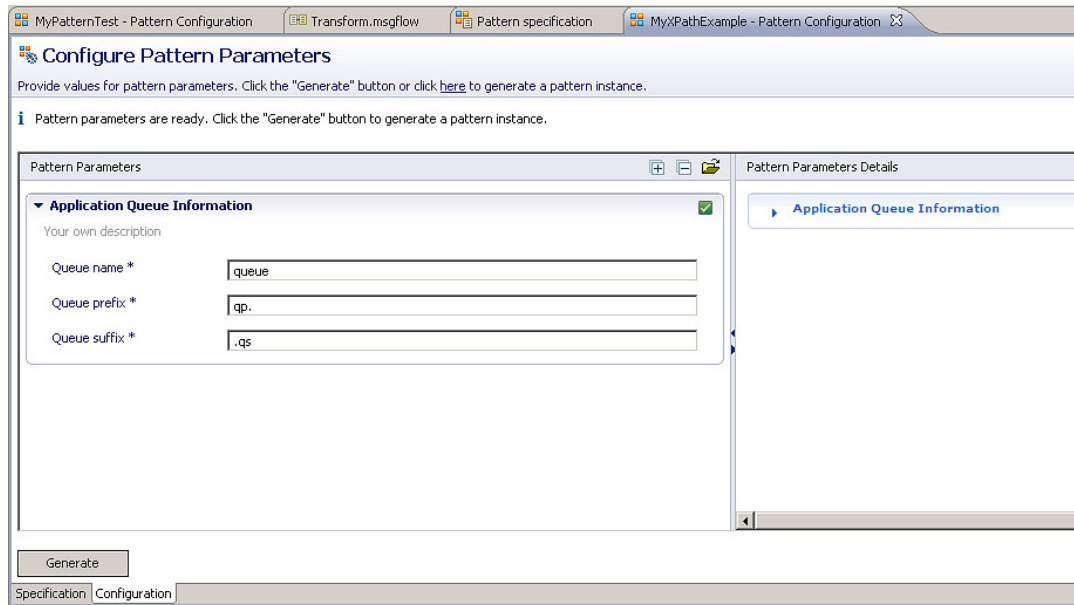 MyPatternTest - Pattern Configuration
Transform.msgflow
Pattern specification
MyXPathExample - Pattern Configuration
Configure Pattern Parameters
Provide values for pattern parameters. Click the "Generate" button or click here to generate a pattern instance.
i Pattern parameters are ready. Click the "Generate" button to generate a pattern instance.
Pattern Parameters
Application Queue Information
Your own description
Queue name *
queue
Queue prefix *
qp.
Queue suffix *
.qs
Pattern Parameters Details
Application Queue Information
Generate
Specification
Configuration